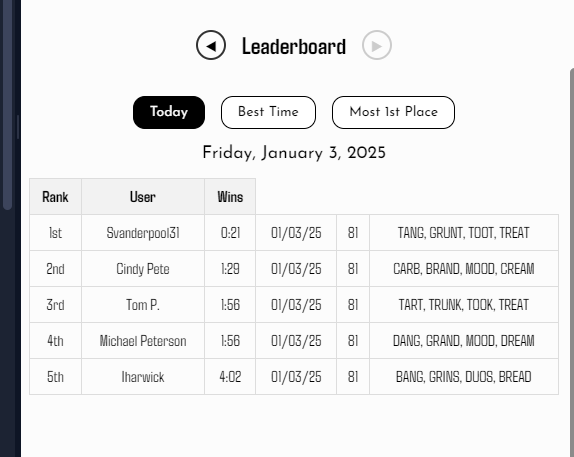 Leaderboard
Today Best Time Most 1st Place
Friday, January 3, 2025
Rank User Wins
1st Svanderpool31 0:21 01/03/25 81 TANG, GRUNT, TOOT, TREAT
2nd Cindy Pete 1:29 01/03/25 81 CARB, BRAND, MOOD, CREAM
3rd Tom P. 1:56 01/03/25 81 TART, TRUNK, TOOK, TREAT
4th Michael Peterson 1:56 01/03/25 81 DANG, GRAND, MOOD, DREAM
5th lharwick 4:02 01/03/25 81 BANG, GRINS, DUOS, BREAD